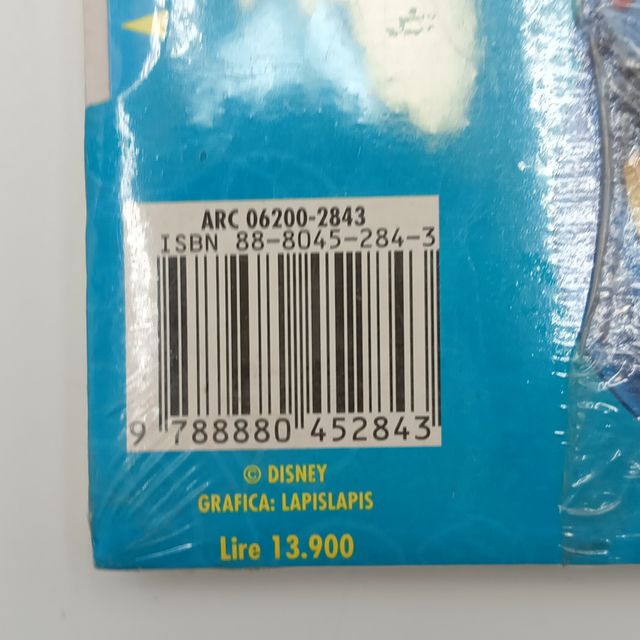 ARC 06200-2843
ISBN 88-8045-284-3
9 788880 452843
© DISNEY
GRAFICA: LAPISLAPIS
Lire 13.900